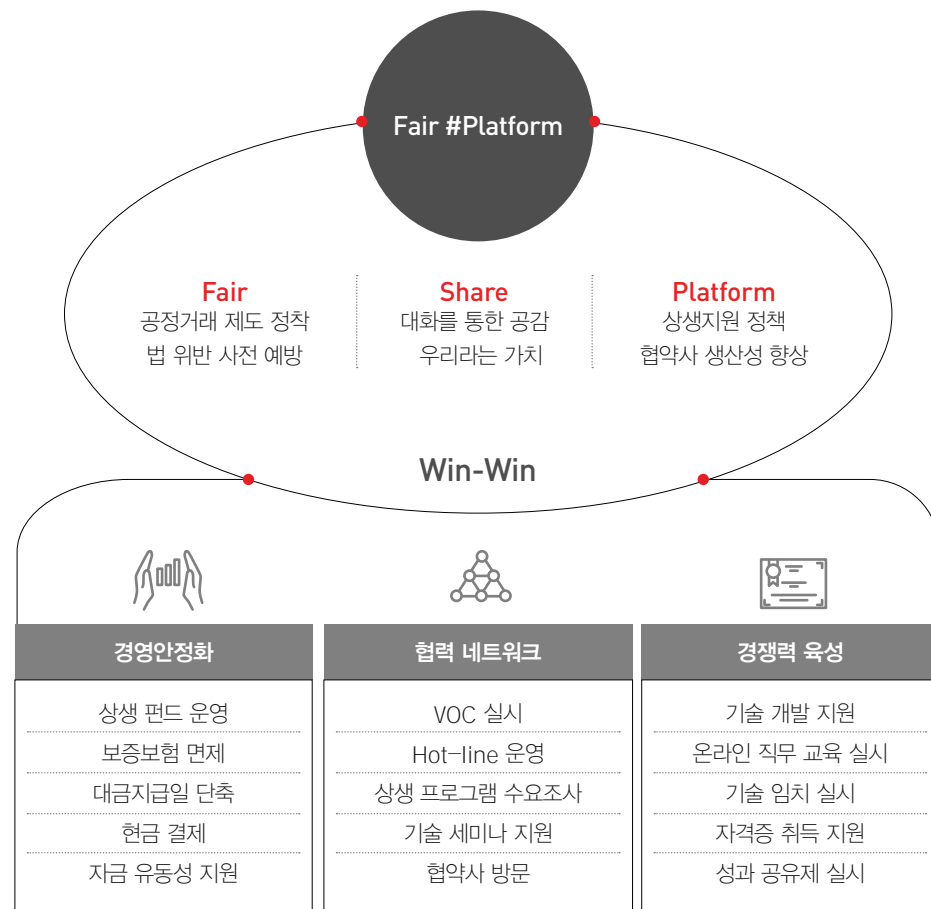 Fair #Platform
Fair
공정거래 제도 정착
법 위반 사전 예방
Share
대화를 통한 공감
우리라는 가치
Platform
상생지원 정책
협약사 생산성 향상
Win-Win
경영안정화
상생 펀드 운영
보증보험 면제
대금지급일 단축
현금 결제
자금 유동성 지원
협력 네트워크
VOC 실시
Hot-line 운영
상생 프로그램 수요조사
기술 세미나 지원
협약사 방문
경쟁력 육성
기술 개발 지원
온라인 직무 교육 실시
기술 임치 실시
자격증 취득 지원
성과 공유제 실시